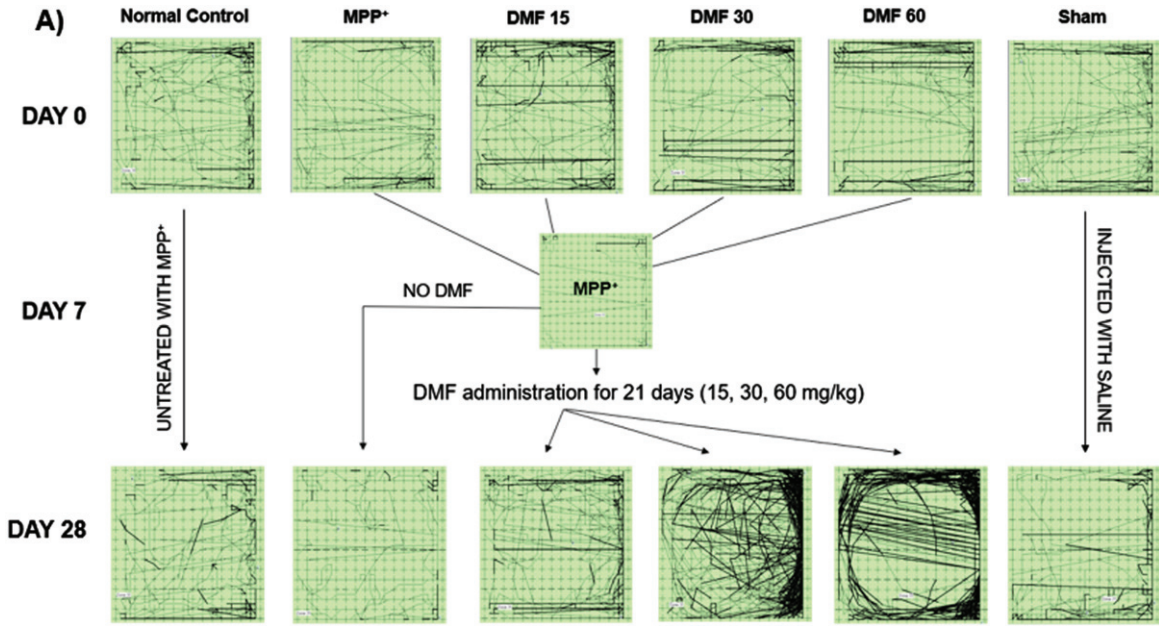 A)
Normal Control MPP⁺ DMF 15 DMF 30 DMF 60 Sham
DAY 0
UNTREATED WITH MPP⁺
INJECTED WITH SALINE
DAY 7
NO DMF
MPP⁺
DMF administration for 21 days (15, 30, 60 mg/kg)
DAY 28